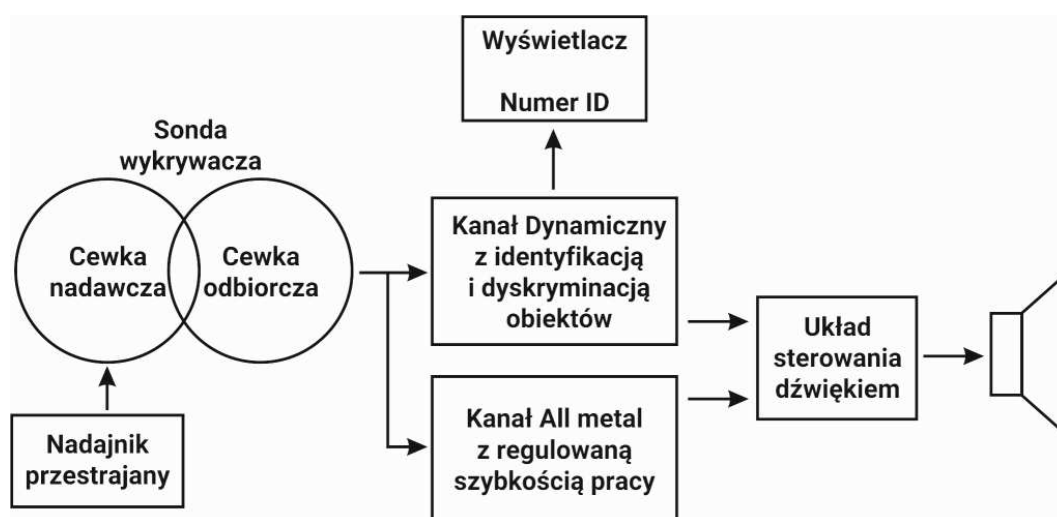 Wyświetlacz
Numer ID
Sonda
wykrywacza
Cewka
nadawcza
Cewka
odbiorcza
Kanał Dynamiczny
z identyfikacją
i dyskryminacją
obiektów
Układ
sterowania
dźwiękiem
Nadajnik
przestrajany
Kanał All metal
z regulowaną
szybkością pracy